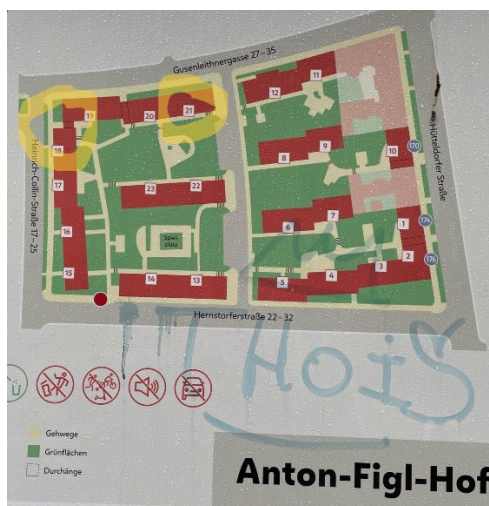 Gusenleithnergasse 27–35
11
12
21
20
19
Hütteldorfer Straße
170
10
9
8
18
Heinrich-Collin-Straße 17–25
17
23
22
7
6
1
174
16
Spiel-
platz
2
176
3
15
14
13
4
5
Hernstorferstraße 22–32
HOiS
Gehwege
Grünflächen
Durchgänge
Anton-Figl-Hof